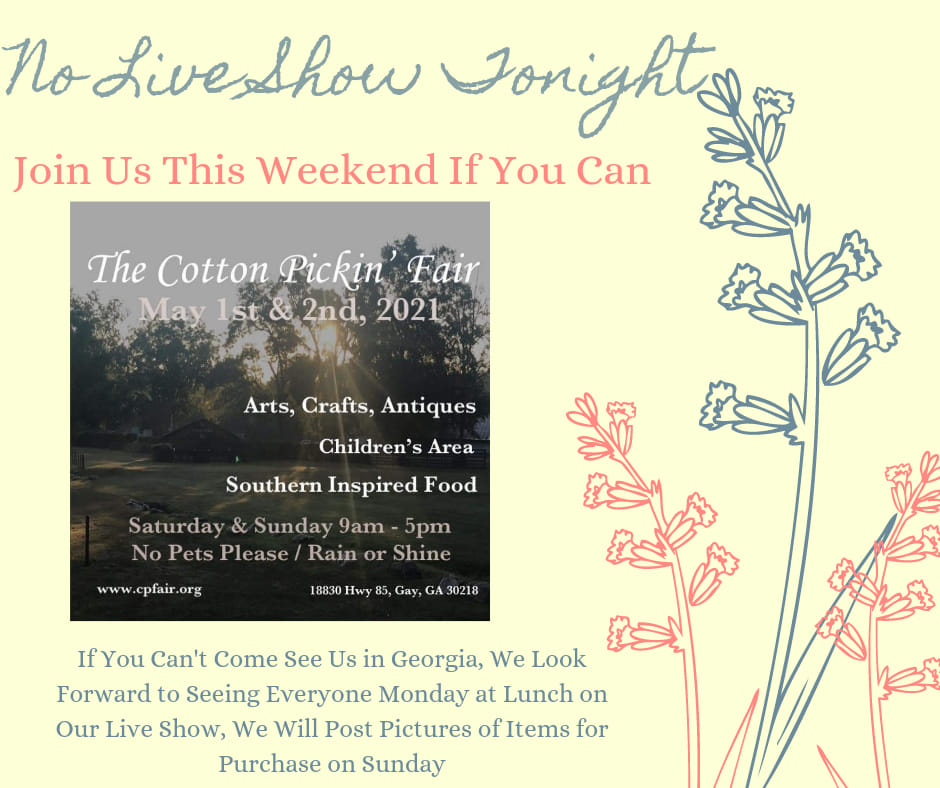 No Live Show Tonight
Join Us This Weekend If You Can
The Cotton Pickin' Fair
May 1st & 2nd, 2021
Arts, Crafts, Antiques
Children's Area
Southern Inspired Food
Saturday & Sunday 9am - 5pm
No Pets Please / Rain or Shine
www.cpfair.org
18830 Hwy 85, Gay, GA 30218
If You Can't Come See Us in Georgia, We Look
Forward to Seeing Everyone Monday at Lunch on
Our Live Show, We Will Post Pictures of Items for
Purchase on Sunday